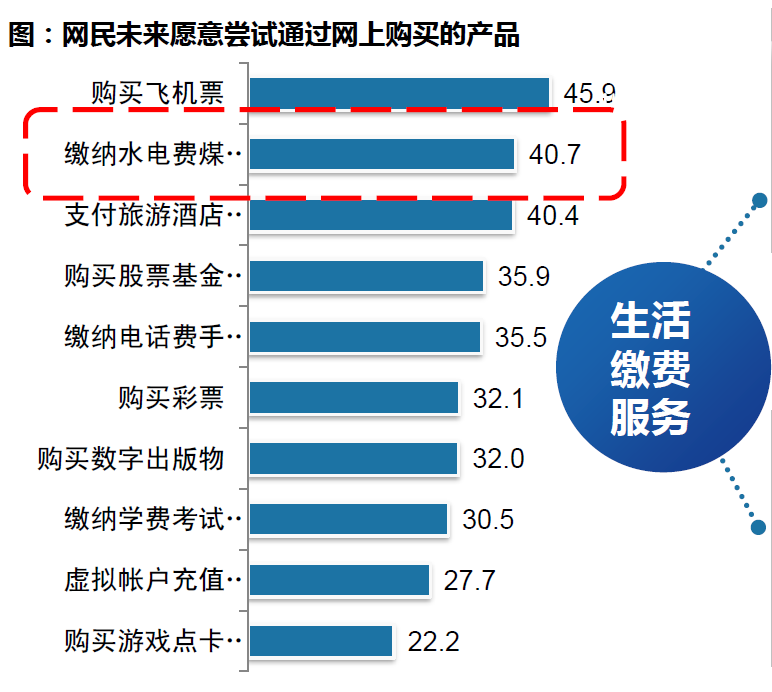 图：网民未来愿意尝试通过网上购买的产品
购买飞机票 45.9
缴纳水电费煤·· 40.7
支付旅游酒店·· 40.4
购买股票基金·· 35.9
缴纳电话费手·· 35.5
购买彩票 32.1
购买数字出版物 32.0
缴纳学费考试·· 30.5
虚拟帐户充值·· 27.7
购买游戏点卡·· 22.2
生活
缴费
服务